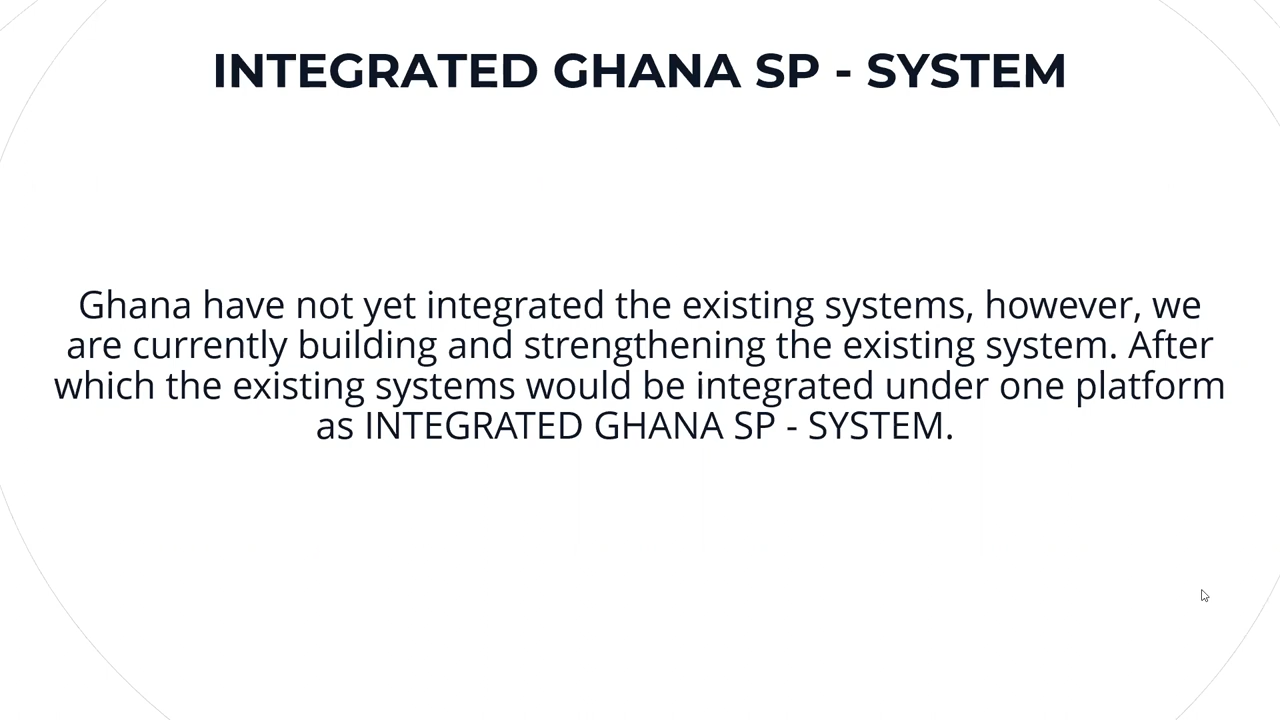 INTEGRATED GHANA SP - SYSTEM
Ghana have not yet integrated the existing systems, however, we
are currently building and strengthening the existing system. After
which the existing systems would be integrated under one platform
as INTEGRATED GHANA SP - SYSTEM.